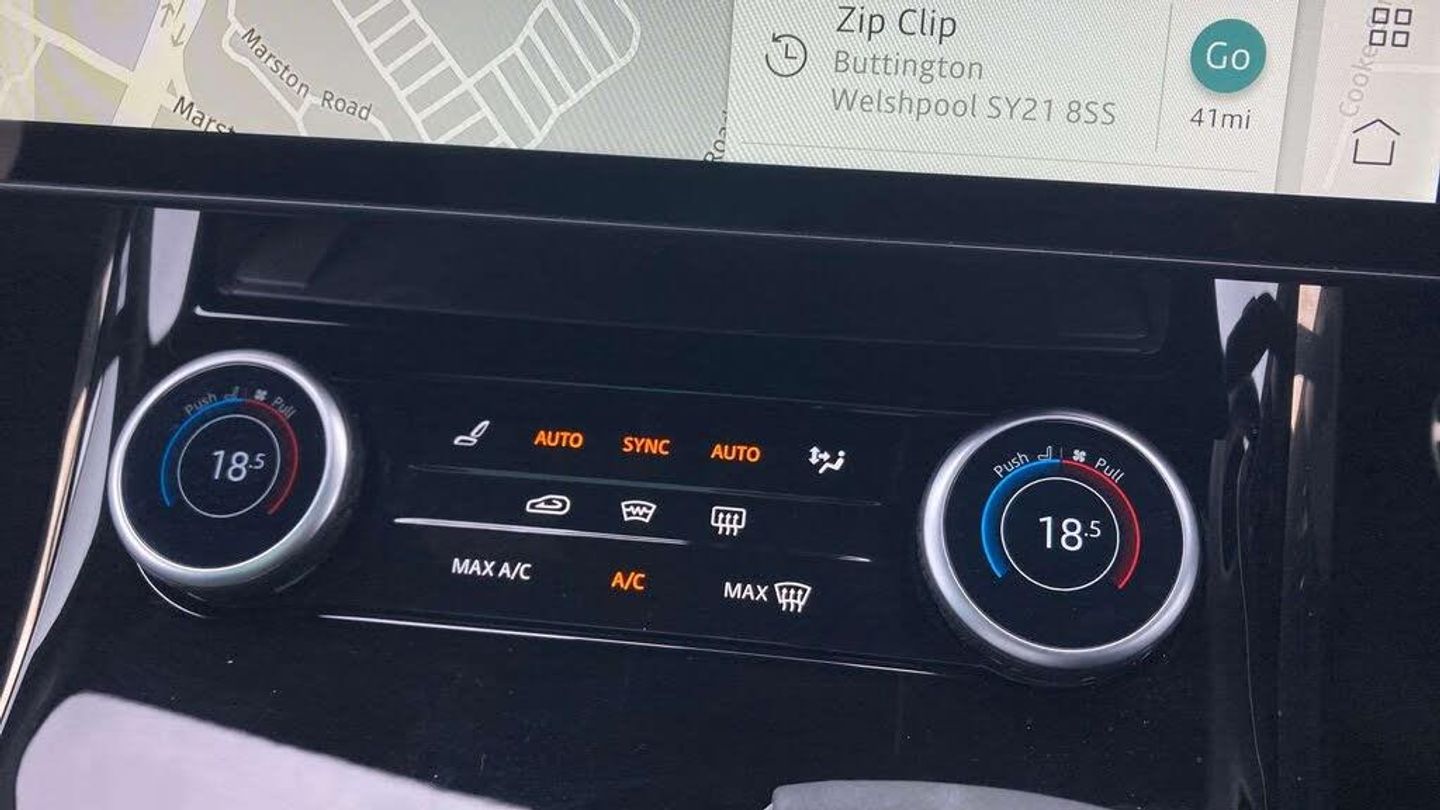 Marston Road
Zip Clip
Buttington
Welshpool SY21 8SS
Go
41mi
Push Pull
18.5
AUTO SYNC AUTO
MAX A/C A/C MAX
Push Pull
18.5